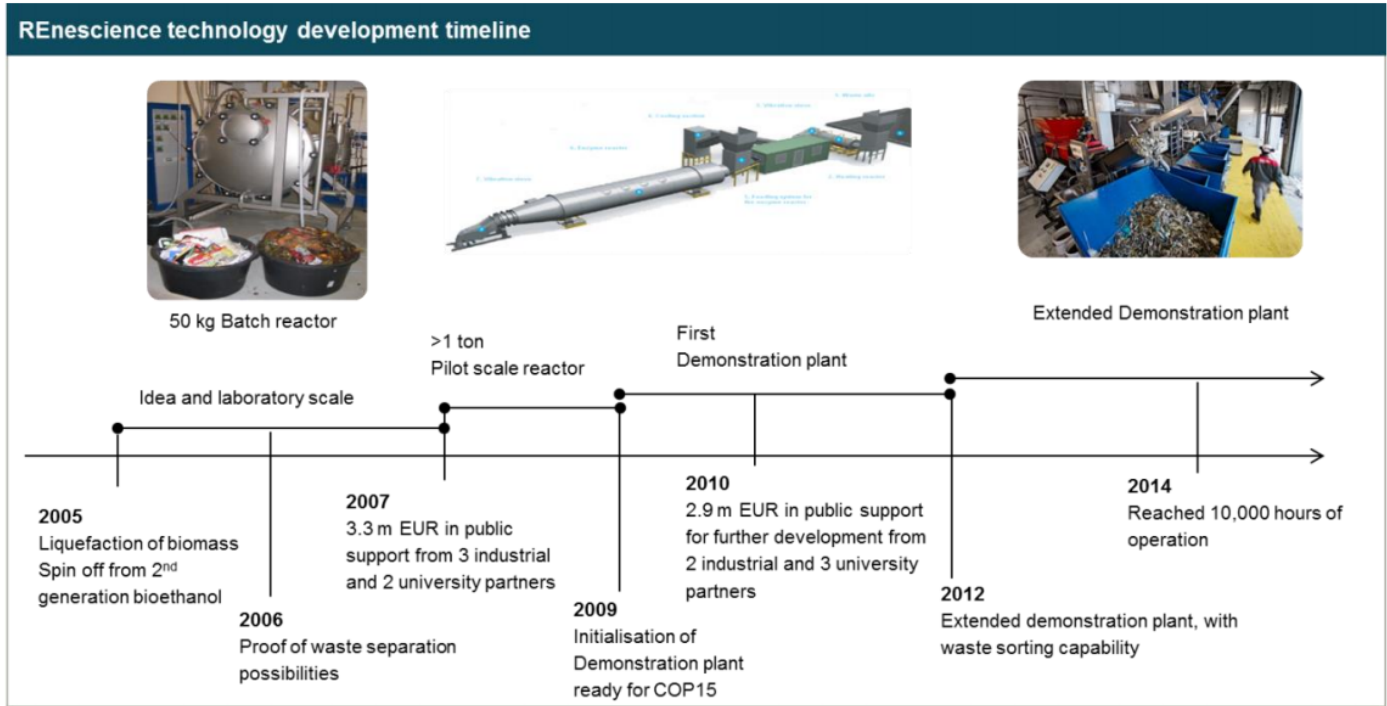 REnescience technology development timeline
50 kg Batch reactor
Extended Demonstration plant
>1 ton
Pilot scale reactor
First
Demonstration plant
Idea and laboratory scale
2005
Liquefaction of biomass
Spin off from 2nd
generation bioethanol
2006
Proof of waste separation
possibilities
2007
3.3 m EUR in public
support from 3 industrial
and 2 university partners
2009
Initialisation of
Demonstration plant
ready for COP15
2010
2.9 m EUR in public support
for further development from
2 industrial and 3 university
partners
2012
Extended demonstration plant, with
waste sorting capability
2014
Reached 10,000 hours of
operation